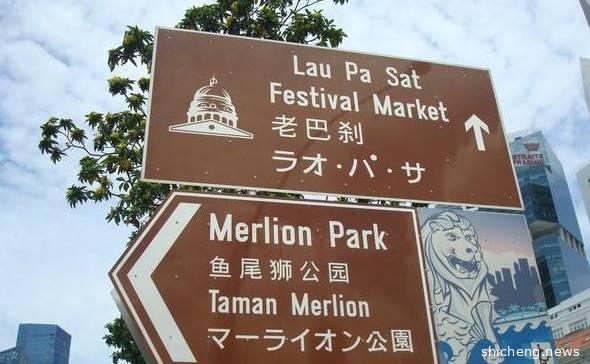 Lau Pa Sat
Festival Market
老巴刹
ラオ・パ・サ
Merlion Park
鱼尾狮公园
Taman Merlion
マーライオン公園
shicheng.news